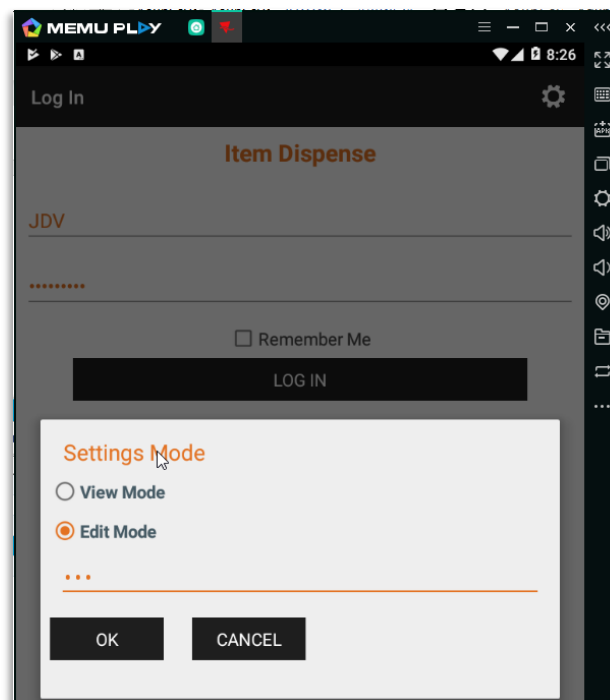 MEMU PLAY
8:26
Log In
Item Dispense
JDV
•••••••••
Remember Me
LOG IN
Settings Mode
View Mode
Edit Mode
•••
OK
CANCEL